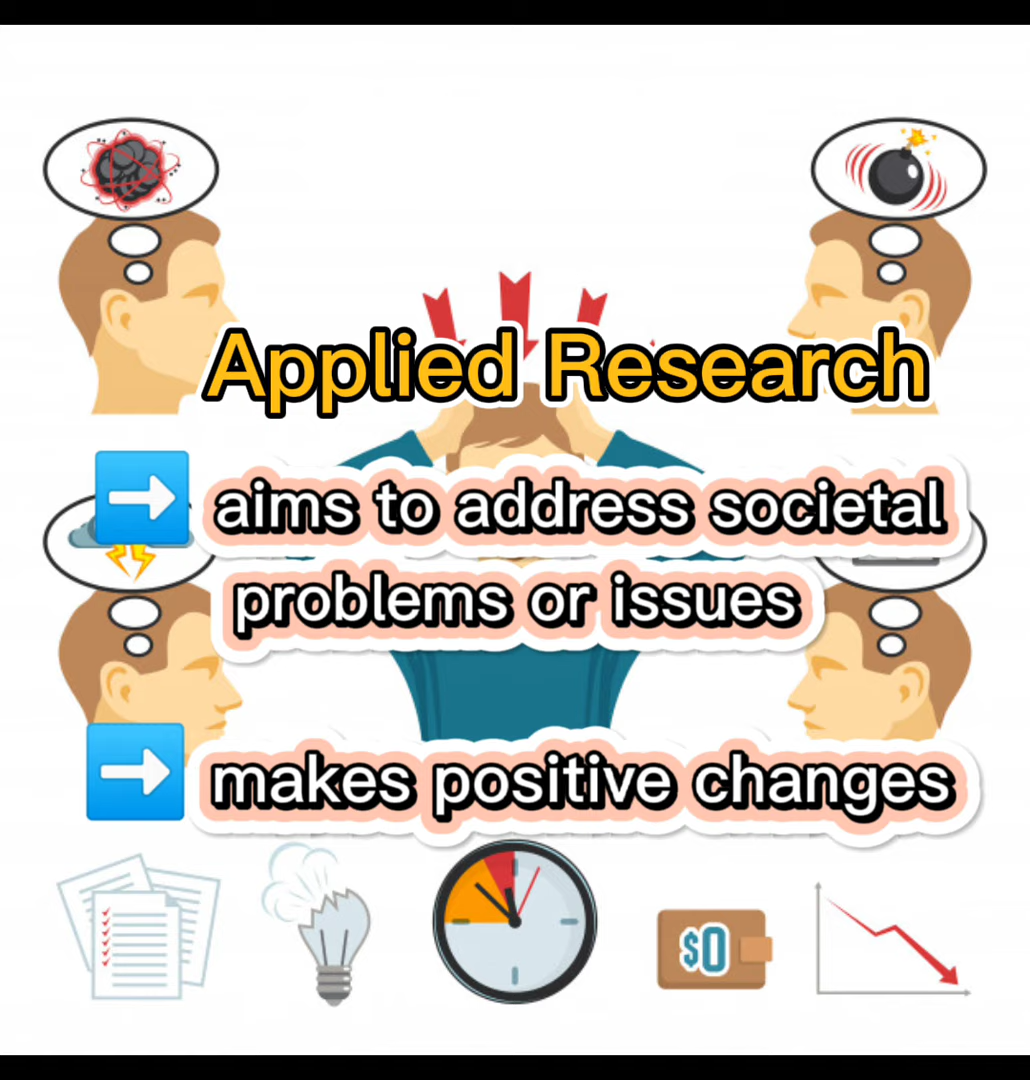 Applied Research
aims to address societal
problems or issues
makes positive changes
$0